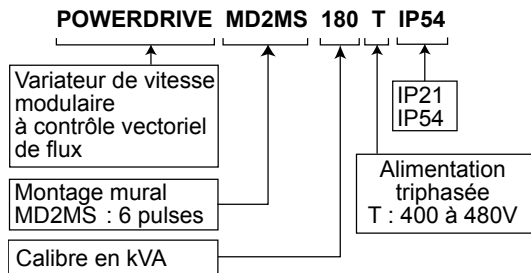 POWERDRIVE MD2MS 180 T IP54
Variateur de vitesse
modulaire
à contrôle vectoriel
de flux
IP21
IP54
Montage mural
MD2MS : 6 pulses
Alimentation
triphasée
T : 400 à 480V
Calibre en kVA